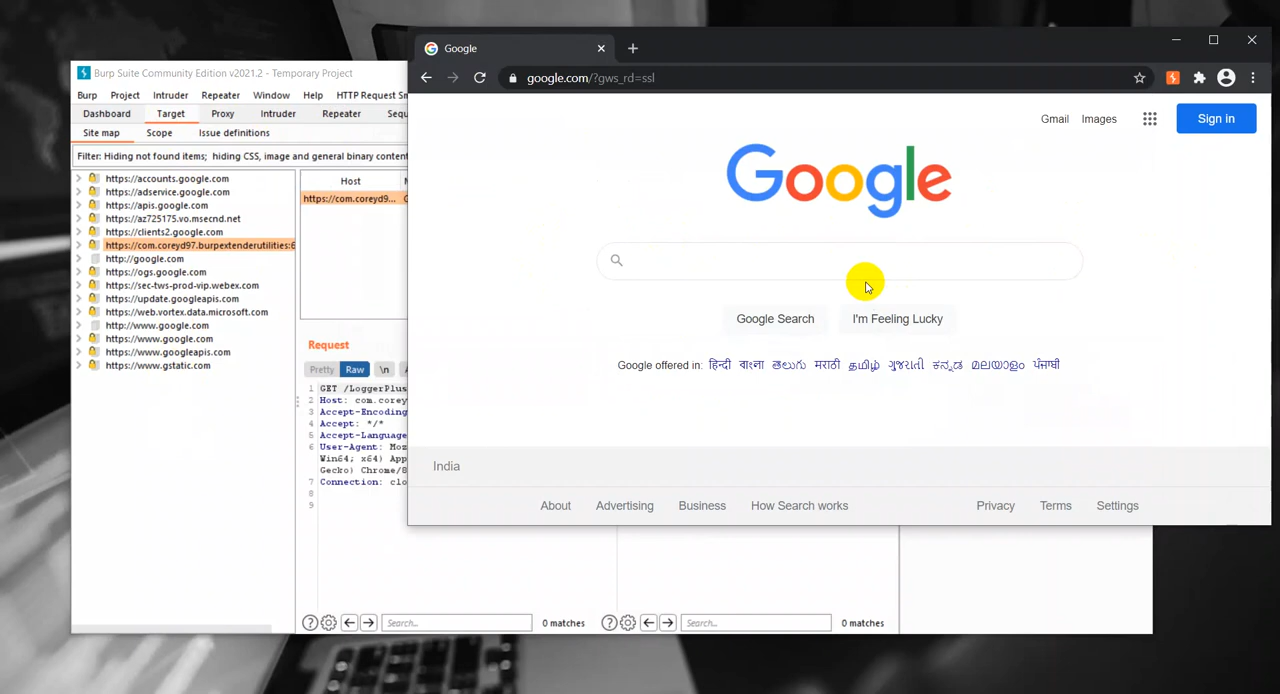 Burp Suite Community Edition v2021.2 - Temporary Project
Burp Project Intruder Repeater Window Help HTTP Request Sm
Dashboard Target Proxy Intruder Repeater Sequ
Site map Scope Issue definitions
Filter: Hiding not found items; hiding CSS, image and general binary content
https://accounts.google.com
https://adservice.google.com
https://apis.google.com
https://az725175.vo.msecnd.net
https://clients2.google.com
https://com.coreyd97.burpextenderutilities:6
http://google.com
https://ogs.google.com
https://sec-tws-prod-vip.webex.com
https://update.googleapis.com
https://web.vortex.data.microsoft.com
http://www.google.com
https://www.google.com
https://www.googleapis.com
https://www.gstatic.com
Host
https://com.coreyd9... G
Request
Pretty Raw \n
1 GET /LoggerPlus
2 Host: com.corey
3 Accept-Encoding
4 Accept: */*
5 Accept-Language
6 User-Agent: Moz
Win64; x64) App
Gecko) Chrome/8
7 Connection: clo
8
9
Search... 0 matches
Search... 0 matches
Google
google.com/?gws_rd=ssl
Gmail Images Sign in
Google
Google Search I'm Feeling Lucky
Google offered in: हिन्दी বাংলা తెలుగు मराठी தமிழ் ગુજરાતી ಕನ್ನಡ മലയാളം ਪੰਜਾਬੀ
India
About Advertising Business How Search works Privacy Terms Settings